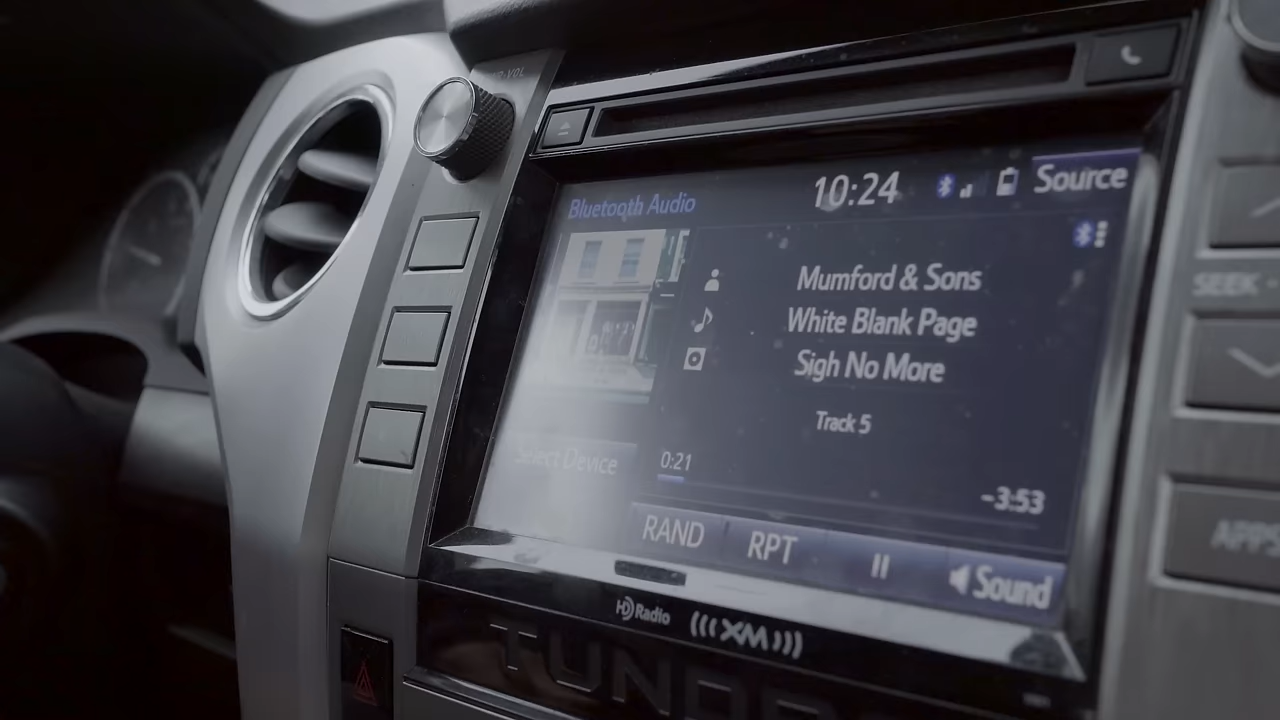 Bluetooth Audio
10:24
Source
Mumford & Sons
White Blank Page
Sigh No More
Track 5
Select Device
0:21
-3:53
RAND
RPT
Sound
HD Radio
XM
SEEK
APPS